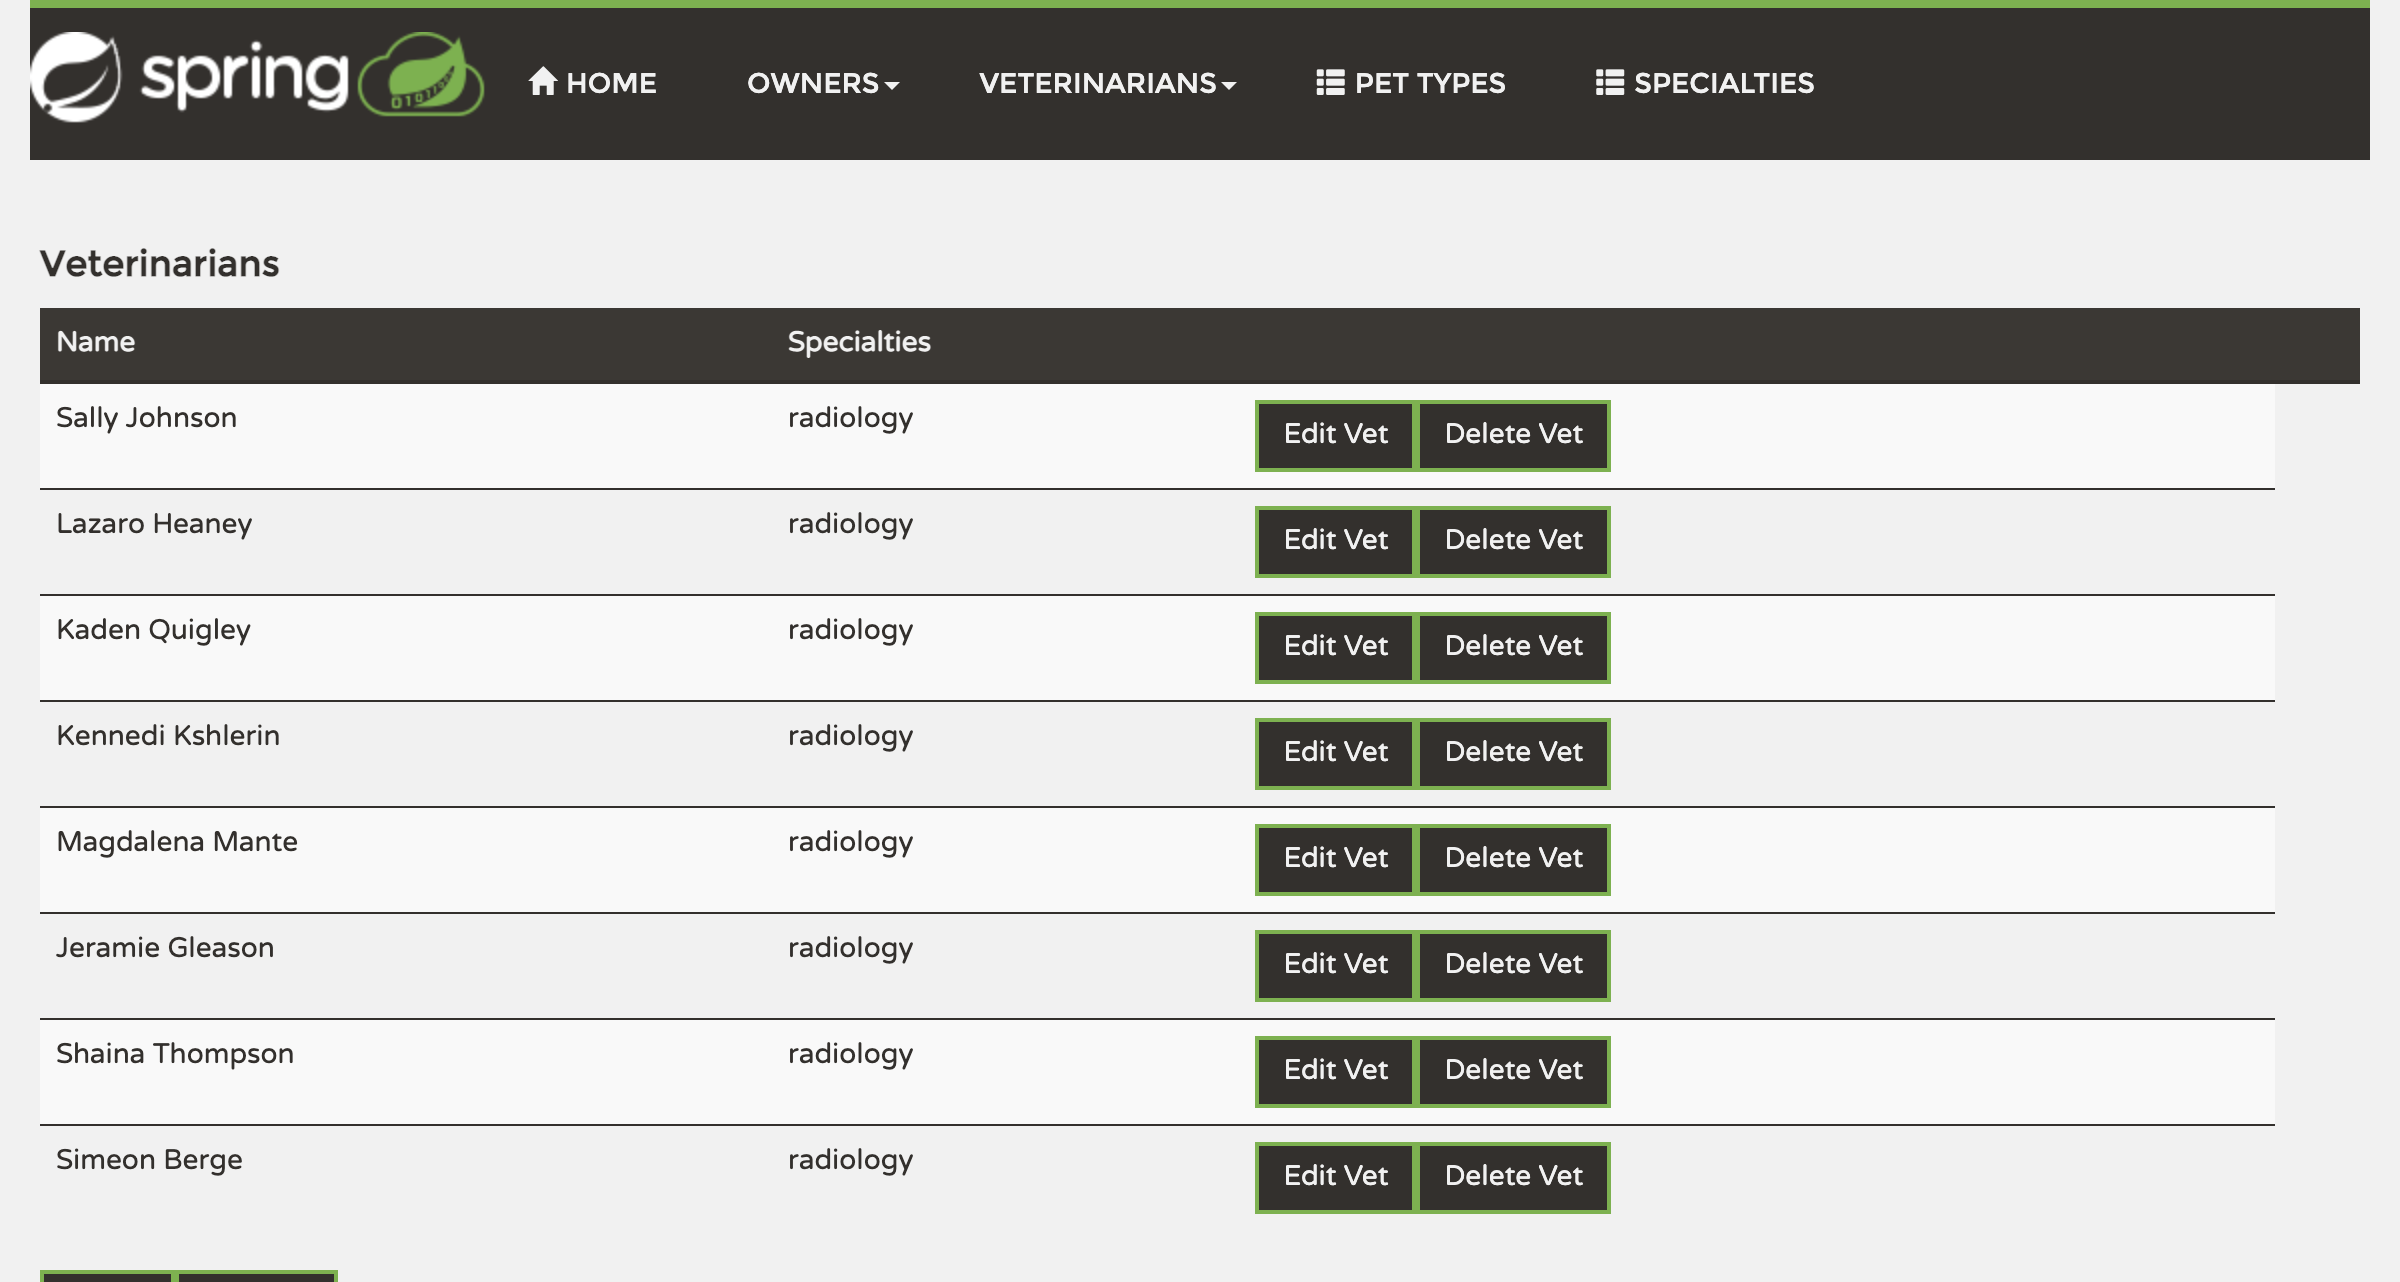 spring HOME OWNERS VETERINARIANS PET TYPES SPECIALTIES
Veterinarians
Name Specialties
Sally Johnson radiology Edit Vet Delete Vet
Lazaro Heaney radiology Edit Vet Delete Vet
Kaden Quigley radiology Edit Vet Delete Vet
Kennedi Kshlerin radiology Edit Vet Delete Vet
Magdalena Mante radiology Edit Vet Delete Vet
Jeramie Gleason radiology Edit Vet Delete Vet
Shaina Thompson radiology Edit Vet Delete Vet
Simeon Berge radiology Edit Vet Delete Vet